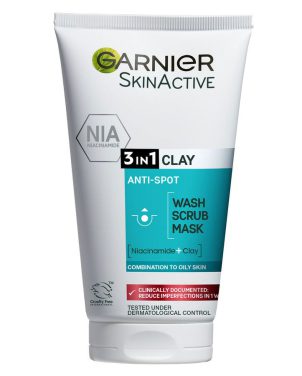 GARNIER
SKINACTIVE
NIA
NIACINAMIDE
3 IN 1 CLAY
ANTI-SPOT
WASH
SCRUB
MASK
Niacinamide + Clay
COMBINATION TO OILY SKIN
CLINICALLY DOCUMENTED:
REDUCE IMPERFECTIONS IN 1 W
TESTED UNDER
DERMATOLOGICAL CONTROL
Cruelty Free
INTERNATIONAL